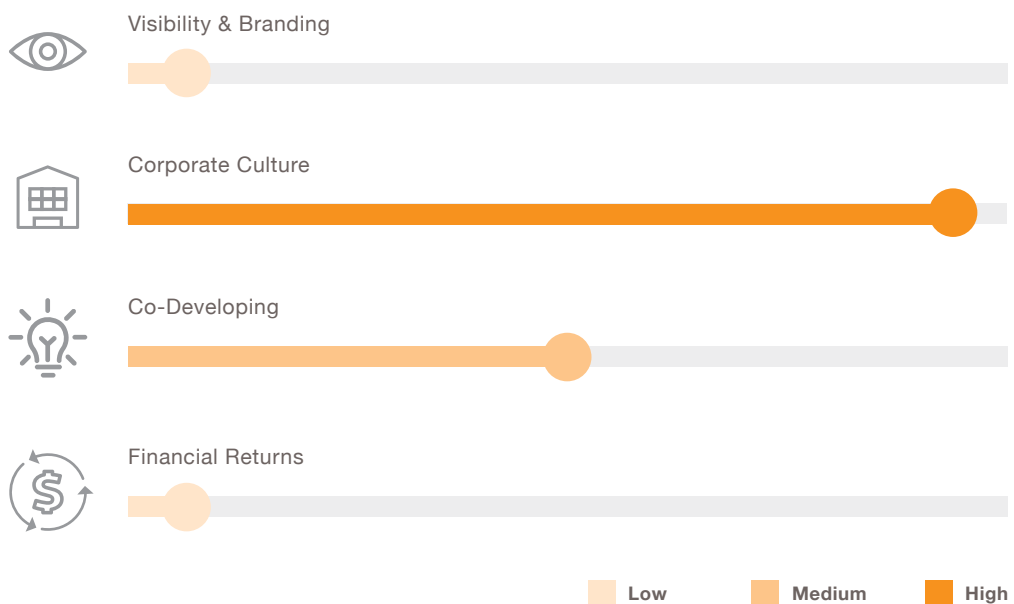 Visibility & Branding
Corporate Culture
Co-Developing
Financial Returns
Low Medium High